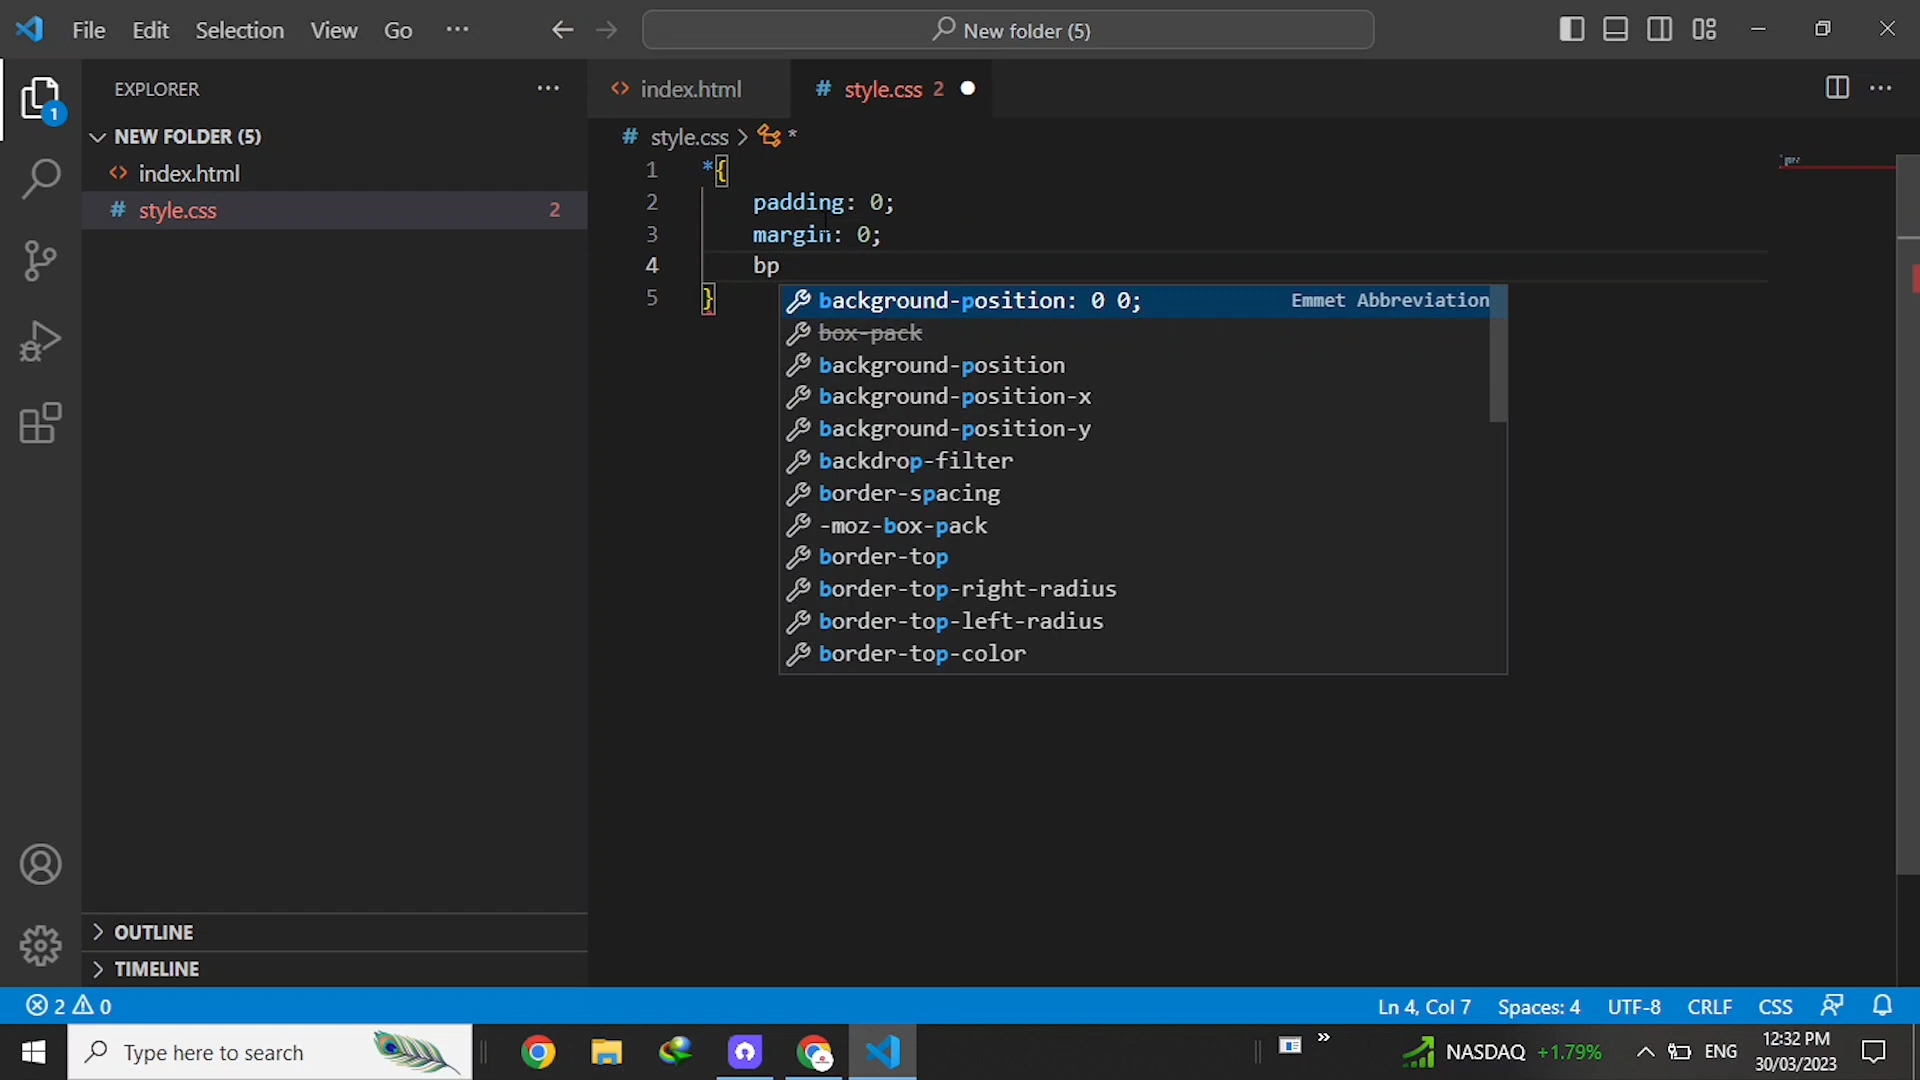 File Edit Selection View Go ···
New folder (5)
EXPLORER ···
index.html
# style.css 2
···
NEW FOLDER (5)
# style.css > *
index.html
# style.css 2
1 *{
2 padding: 0;
3 margin: 0;
4 bp
5 }
background-position: 0 0; Emmet Abbreviation
box-pack
background-position
background-position-x
background-position-y
backdrop-filter
border-spacing
-moz-box-pack
border-top
border-top-right-radius
border-top-left-radius
border-top-color
1
OUTLINE
TIMELINE
2 0
Ln 4, Col 7 Spaces: 4 UTF-8 CRLF CSS
Type here to search
NASDAQ +1.79%
ENG
12:32 PM
30/03/2023